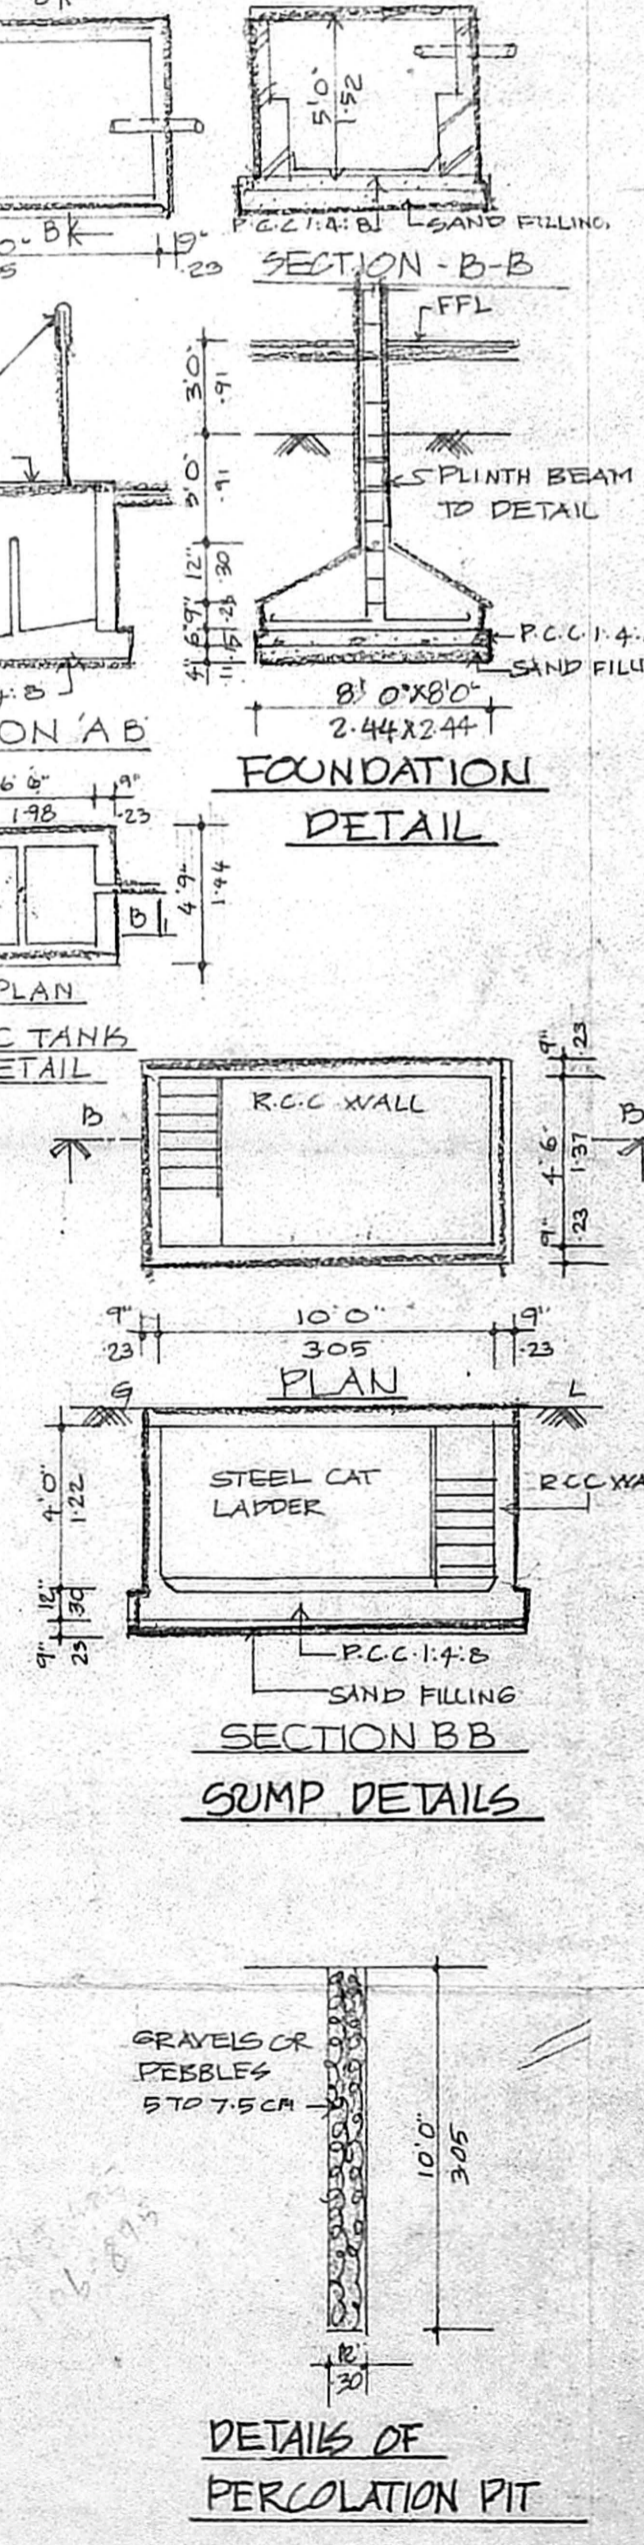 5'0"
1.52
B
9"
.23
P.C.C 1:4:8
SAND FILLING.
SECTION - B-B
FFL
3'0"
.91
3'0"
.91
PLINTH BEAM
TO DETAIL
12"
.30
9"
.23
6"
.15
4"
.11
P.C.C. 1:4:
SAND FILL
8'0"X8'0"
2.44X2.44
FOUNDATION
DETAIL
ON 'A B
6'6"
1.98
9"
.23
4'9"
1.44
B
PLAN
C TANK
ETAIL
R.C.C WALL
B
B
9"
.23
4'6"
1.37
9"
.23
9"
.23
10'0"
3.05
9"
.23
PLAN
G
L
STEEL CAT
LADDER
R.C.C WA
4'0"
1.22
12"
.30
9"
.23
P.C.C. 1:4:8
SAND FILLING
SECTION B B
SUMP DETAILS
GRAVELS OR
PEBBLES
5 TO 7.5 CM
10'0"
3.05
12"
.30
DETAILS OF
PERCOLATION PIT